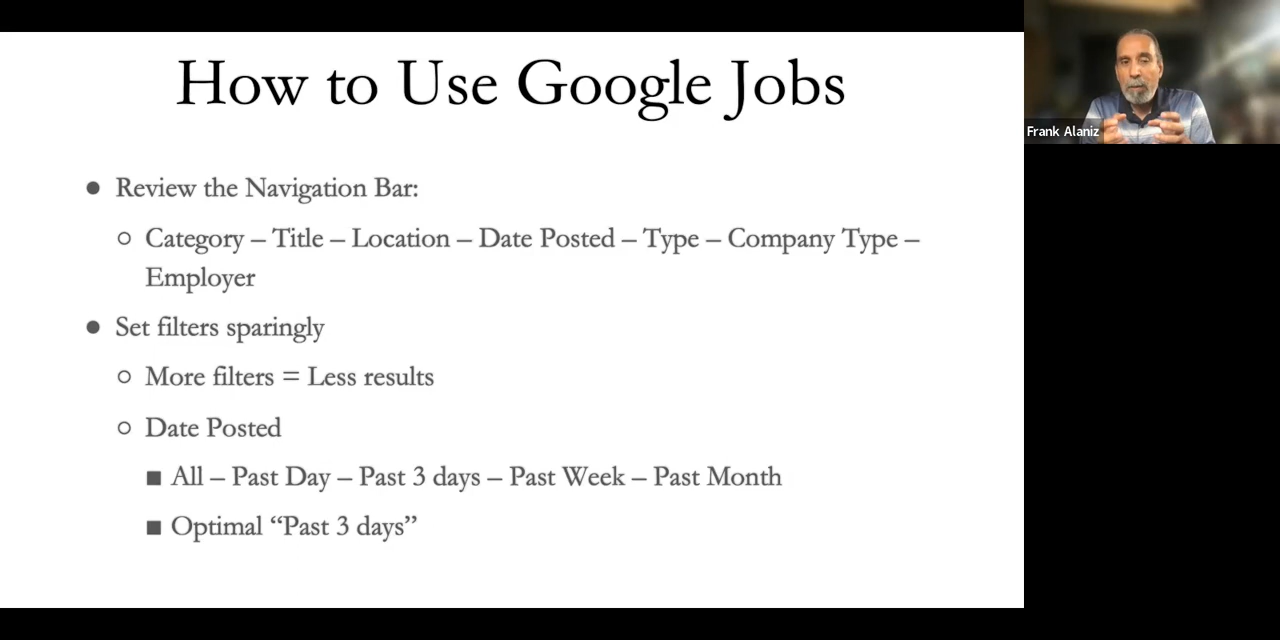 How to Use Google Jobs
● Review the Navigation Bar:
○ Category – Title – Location – Date Posted – Type – Company Type –
Employer
● Set filters sparingly
○ More filters = Less results
○ Date Posted
■ All – Past Day – Past 3 days – Past Week – Past Month
■ Optimal “Past 3 days”
Frank Alaniz